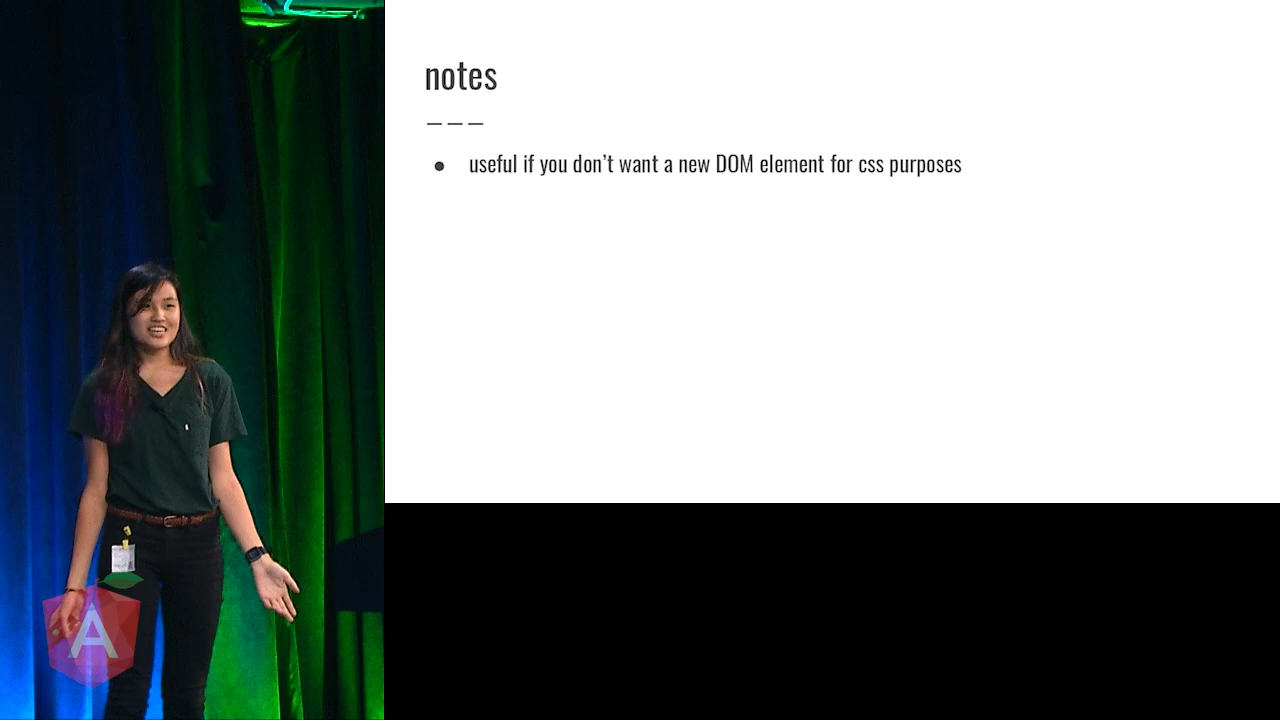 notes
———
● useful if you don't want a new DOM element for css purposes
A